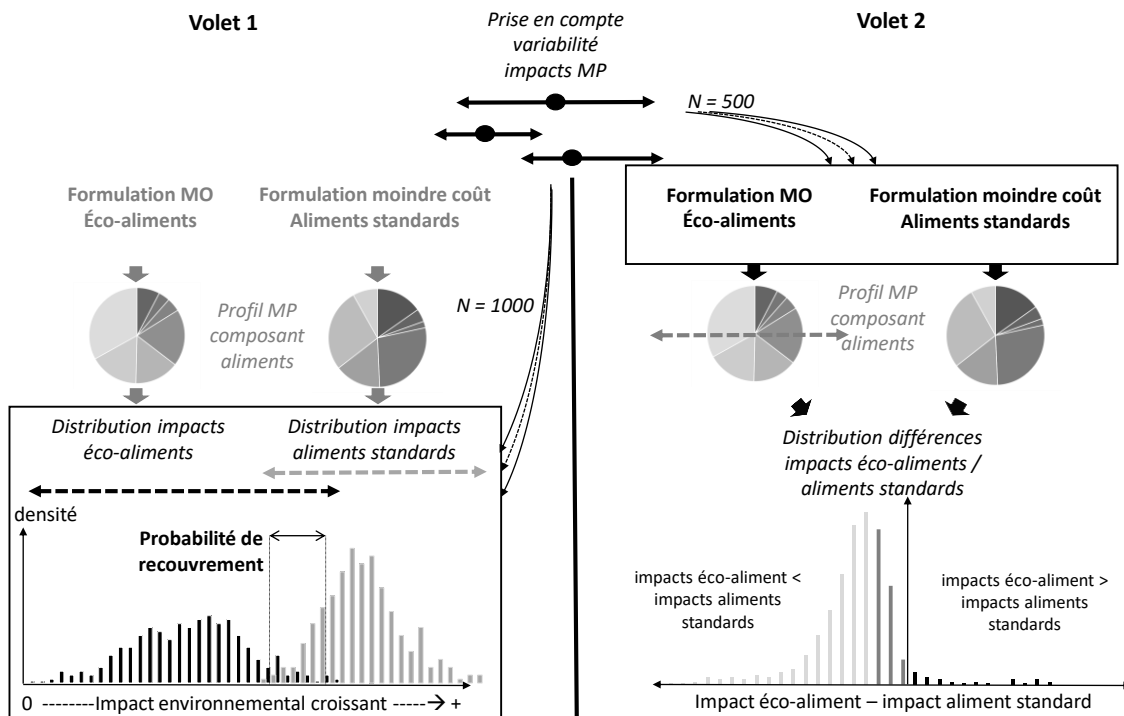 Volet 1
Prise en compte
variabilité
impacts MP
Volet 2
N = 500
Formulation MO
Éco-aliments
Formulation moindre coût
Aliments standards
Formulation MO
Éco-aliments
Formulation moindre coût
Aliments standards
Profil MP
composant
aliments
N = 1000
Profil MP
composant
aliments
Distribution impacts
éco-aliments
Distribution impacts
aliments standards
Distribution différences
impacts éco-aliments /
aliments standards
densité
Probabilité de
recouvrement
impacts éco-aliment <
impacts aliments
standards
impacts éco-aliment >
impacts aliments
standards
0 --------Impact environnemental croissant -----→ +
Impact éco-aliment – impact aliment standard